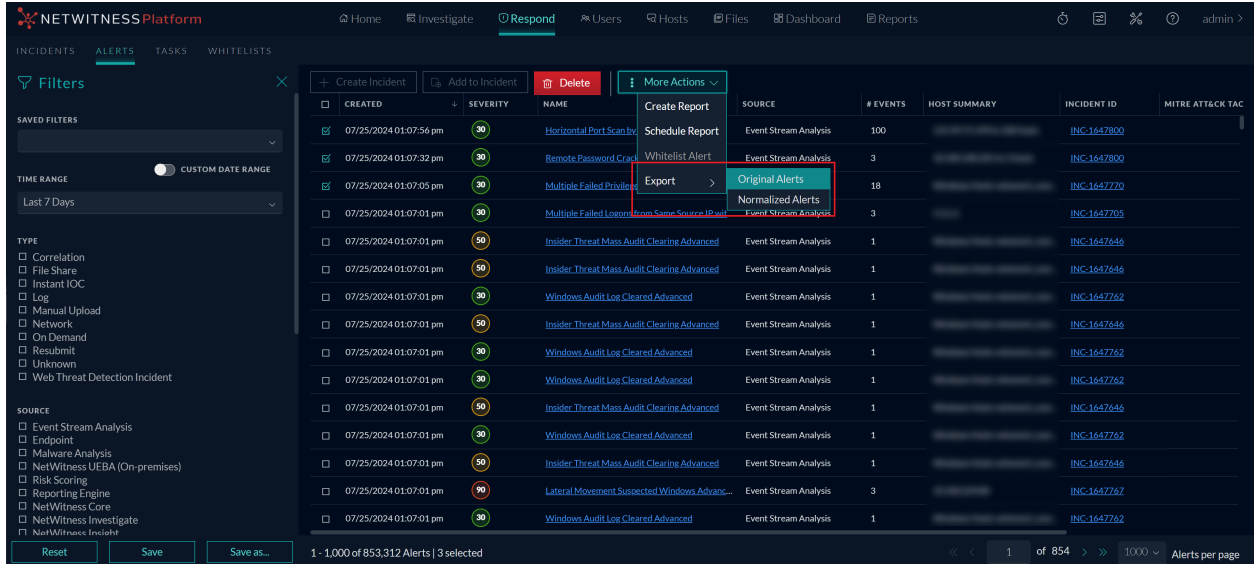 NETWITNESS Platform
Home Investigate Respond Users Hosts Files Dashboard Reports admin >
INCIDENTS ALERTS TASKS WHITELISTS
Filters
SAVED FILTERS
CUSTOM DATE RANGE
TIME RANGE
Last 7 Days
TYPE
Correlation
File Share
Instant IOC
Log
Manual Upload
Network
On Demand
Resubmit
Unknown
Web Threat Detection Incident
SOURCE
Event Stream Analysis
Endpoint
Malware Analysis
NetWitness UEBA (On-premises)
Risk Scoring
Reporting Engine
NetWitness Core
NetWitness Investigate
NetWitness Insight
Reset Save Save as...
+ Create Incident Add to Incident Delete More Actions
Create Report
Schedule Report
Whitelist Alert
Export >
Original Alerts
Normalized Alerts
CREATED SEVERITY NAME SOURCE # EVENTS HOST SUMMARY INCIDENT ID MITRE ATT&CK TAC
07/25/2024 01:07:56 pm 30 Horizontal Port Scan by Event Stream Analysis 100 INC-1647800
07/25/2024 01:07:32 pm 30 Remote Password Crack Event Stream Analysis 3 INC-1647800
07/25/2024 01:07:05 pm 30 Multiple Failed Privilege 18 INC-1647770
07/25/2024 01:07:01 pm 30 Multiple Failed Logons from Same Source IP wit Event Stream Analysis 3 INC-1647705
07/25/2024 01:07:01 pm 50 Insider Threat Mass Audit Clearing Advanced Event Stream Analysis 1 INC-1647646
07/25/2024 01:07:01 pm 50 Insider Threat Mass Audit Clearing Advanced Event Stream Analysis 1 INC-1647646
07/25/2024 01:07:01 pm 30 Windows Audit Log Cleared Advanced Event Stream Analysis 1 INC-1647762
07/25/2024 01:07:01 pm 50 Insider Threat Mass Audit Clearing Advanced Event Stream Analysis 1 INC-1647646
07/25/2024 01:07:01 pm 30 Windows Audit Log Cleared Advanced Event Stream Analysis 1 INC-1647762
07/25/2024 01:07:01 pm 30 Windows Audit Log Cleared Advanced Event Stream Analysis 1 INC-1647762
07/25/2024 01:07:01 pm 50 Insider Threat Mass Audit Clearing Advanced Event Stream Analysis 1 INC-1647646
07/25/2024 01:07:01 pm 30 Windows Audit Log Cleared Advanced Event Stream Analysis 1 INC-1647762
07/25/2024 01:07:01 pm 50 Insider Threat Mass Audit Clearing Advanced Event Stream Analysis 1 INC-1647646
07/25/2024 01:07:01 pm 90 Lateral Movement Suspected Windows Advanc... Event Stream Analysis 3 INC-1647767
07/25/2024 01:07:01 pm 30 Windows Audit Log Cleared Advanced Event Stream Analysis 1 INC-1647762
1 - 1,000 of 853,312 Alerts | 3 selected
« < 1 of 854 > » 1000 Alerts per page